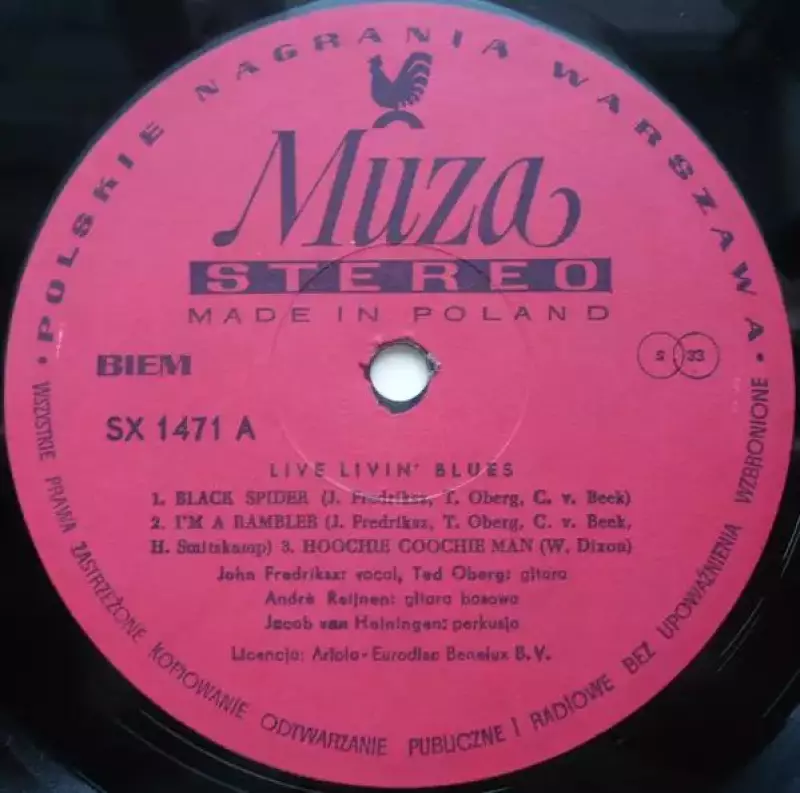 • POLSKIE NAGRANIA WARSZAWA •
Muza
STEREO
MADE IN POLAND
BIEM
S 33
SX 1471 A
LIVE LIVIN' BLUES
1. BLACK SPIDER (J. Fredriksz, T. Oberg, C. v. Beek)
2. I'M A RAMBLER (J. Fredriksz, T. Oberg, C. v. Beek,
H. Smitskamp) 3. HOOCHIE COOCHIE MAN (W. Dixon)
John Fredriksz: vocal, Ted Oberg: gitara
Andrè Reijnen: gitara basowa
Jacob van Heiningen: perkusja
Licencja: Ariola-Eurodisc Benelux B.V.
WSZYSTKIE PRAWA ZASTRZEŻONE KOPIOWANIE ODTWARZANIE PUBLICZNE I RADIOWE BEZ UPOWAŻNIENIA WZBRONIONE